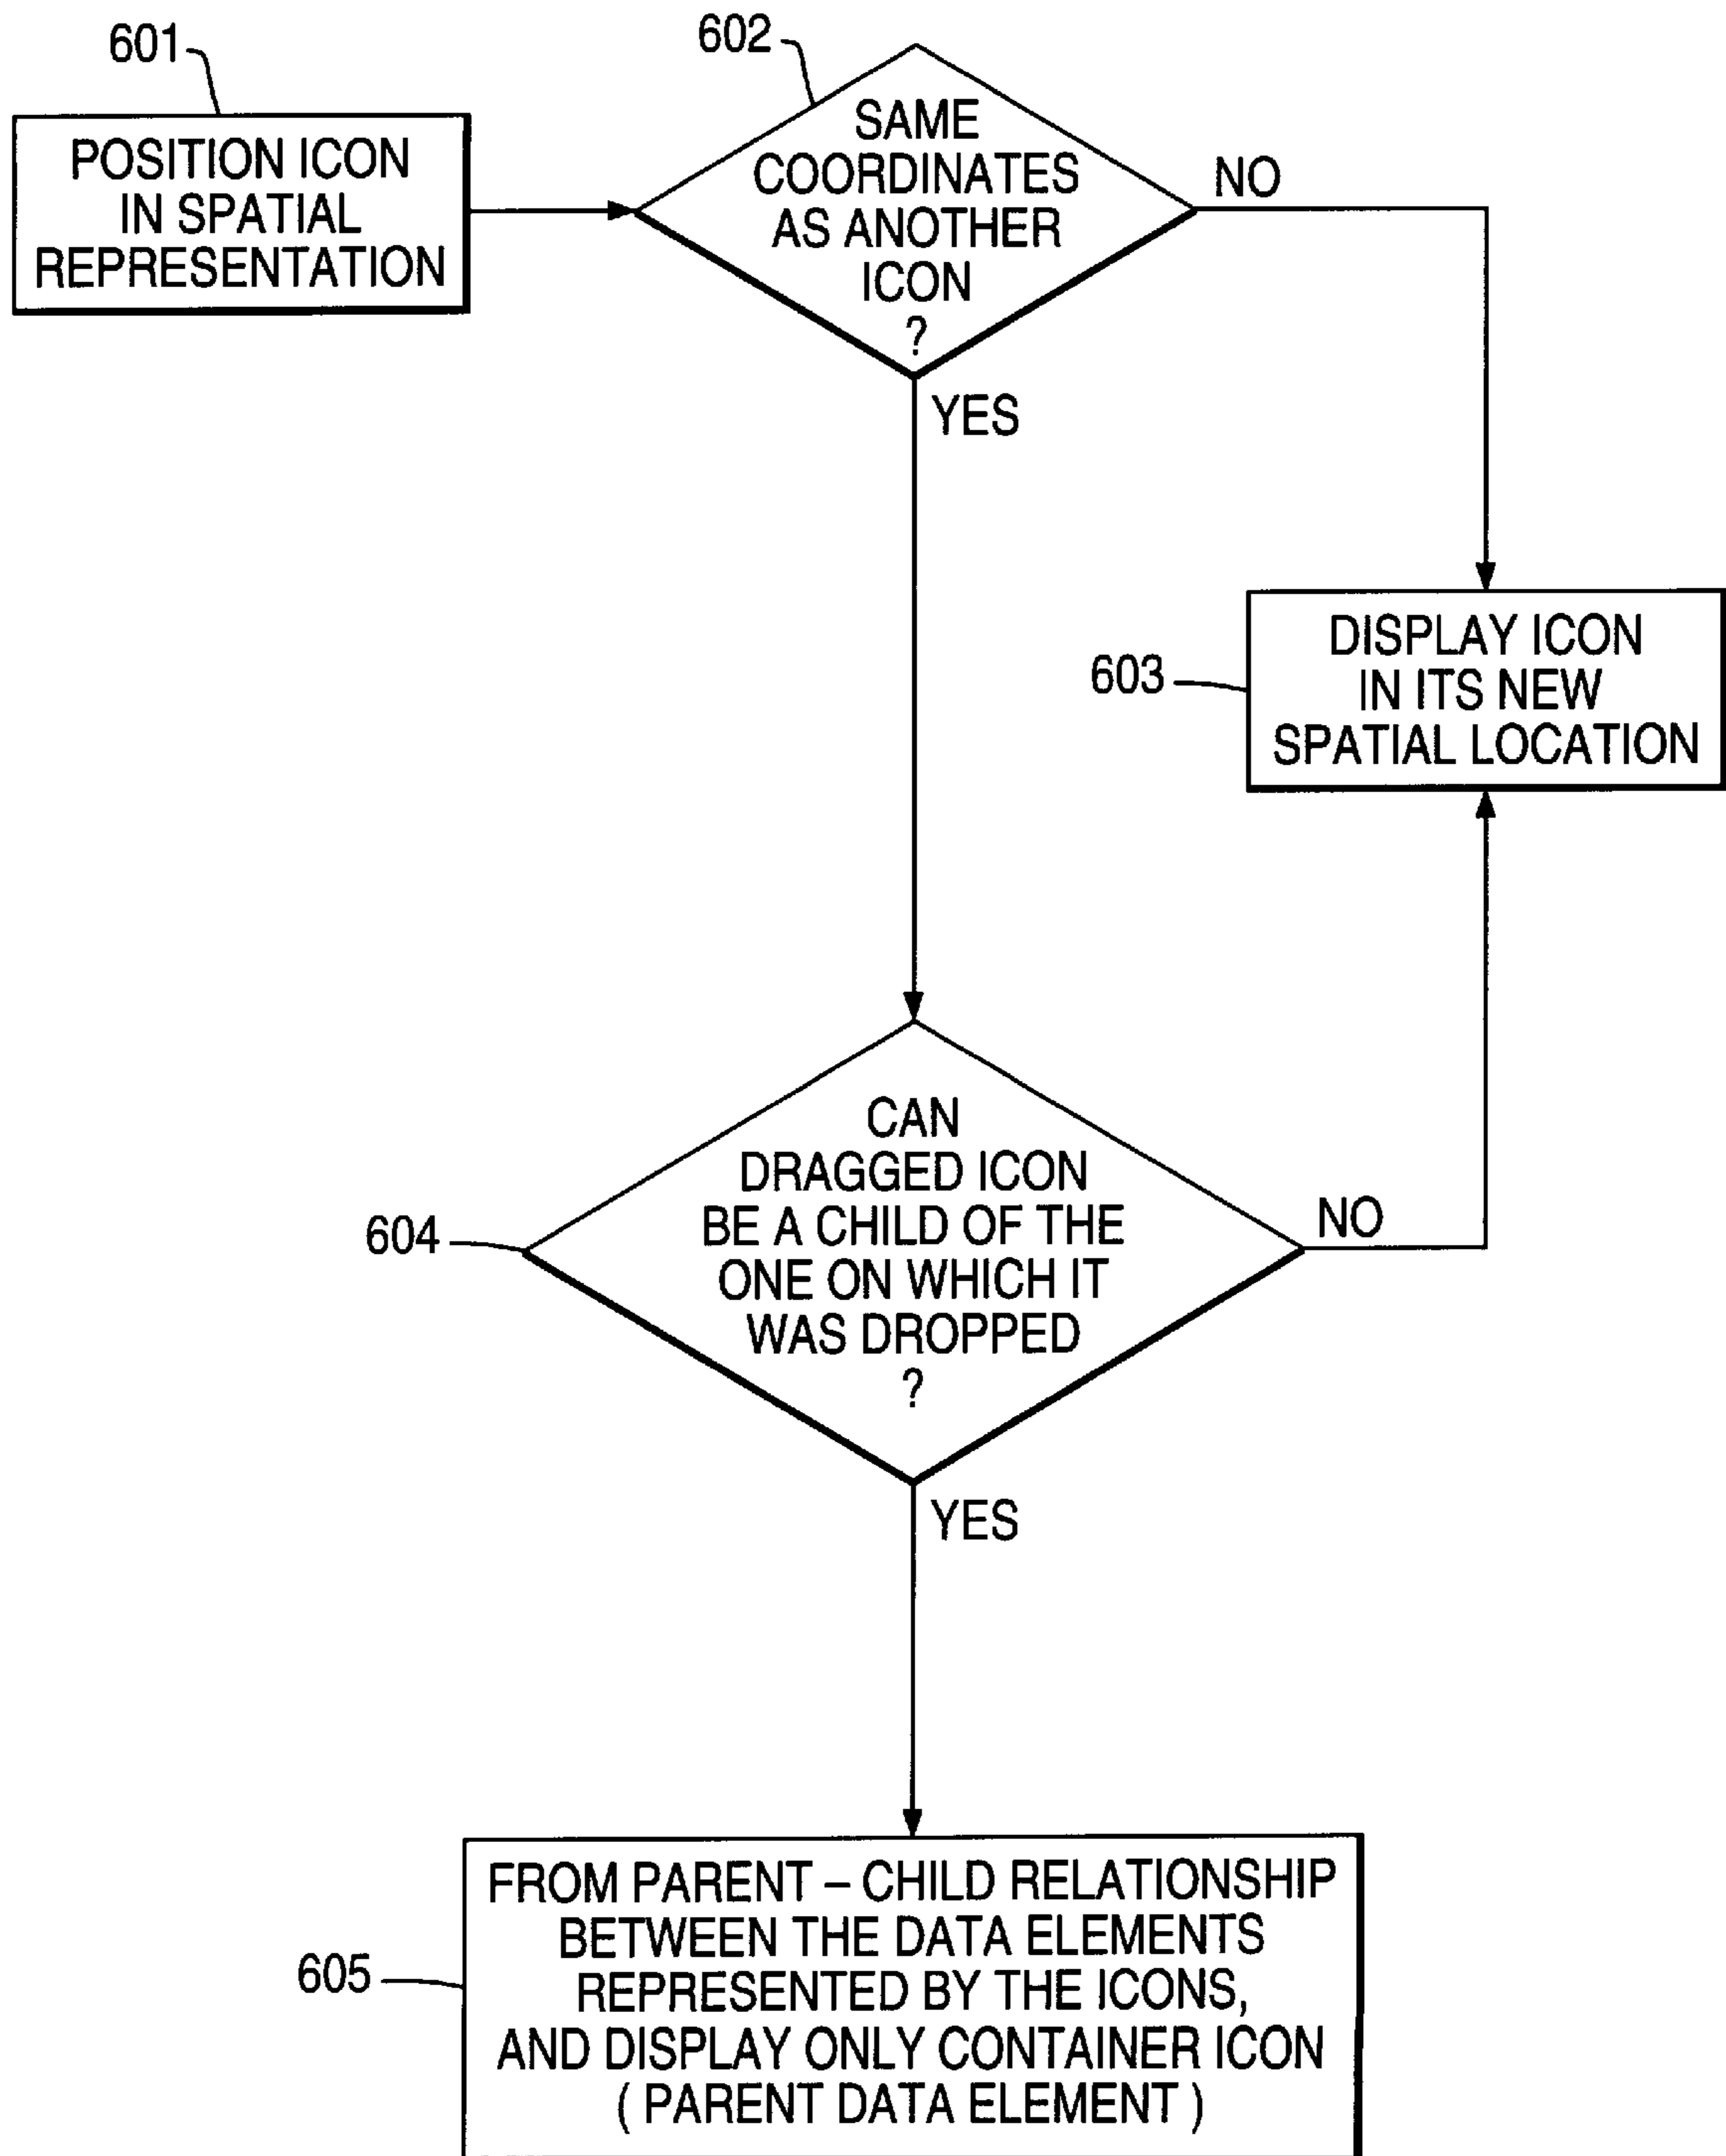 601
POSITION ICON
IN SPATIAL
REPRESENTATION
602
SAME
COORDINATES
AS ANOTHER
ICON
?
NO
YES
603
DISPLAY ICON
IN ITS NEW
SPATIAL LOCATION
604
CAN
DRAGGED ICON
BE A CHILD OF THE
ONE ON WHICH IT
WAS DROPPED
?
NO
YES
605
FROM PARENT – CHILD RELATIONSHIP
BETWEEN THE DATA ELEMENTS
REPRESENTED BY THE ICONS,
AND DISPLAY ONLY CONTAINER ICON
( PARENT DATA ELEMENT )